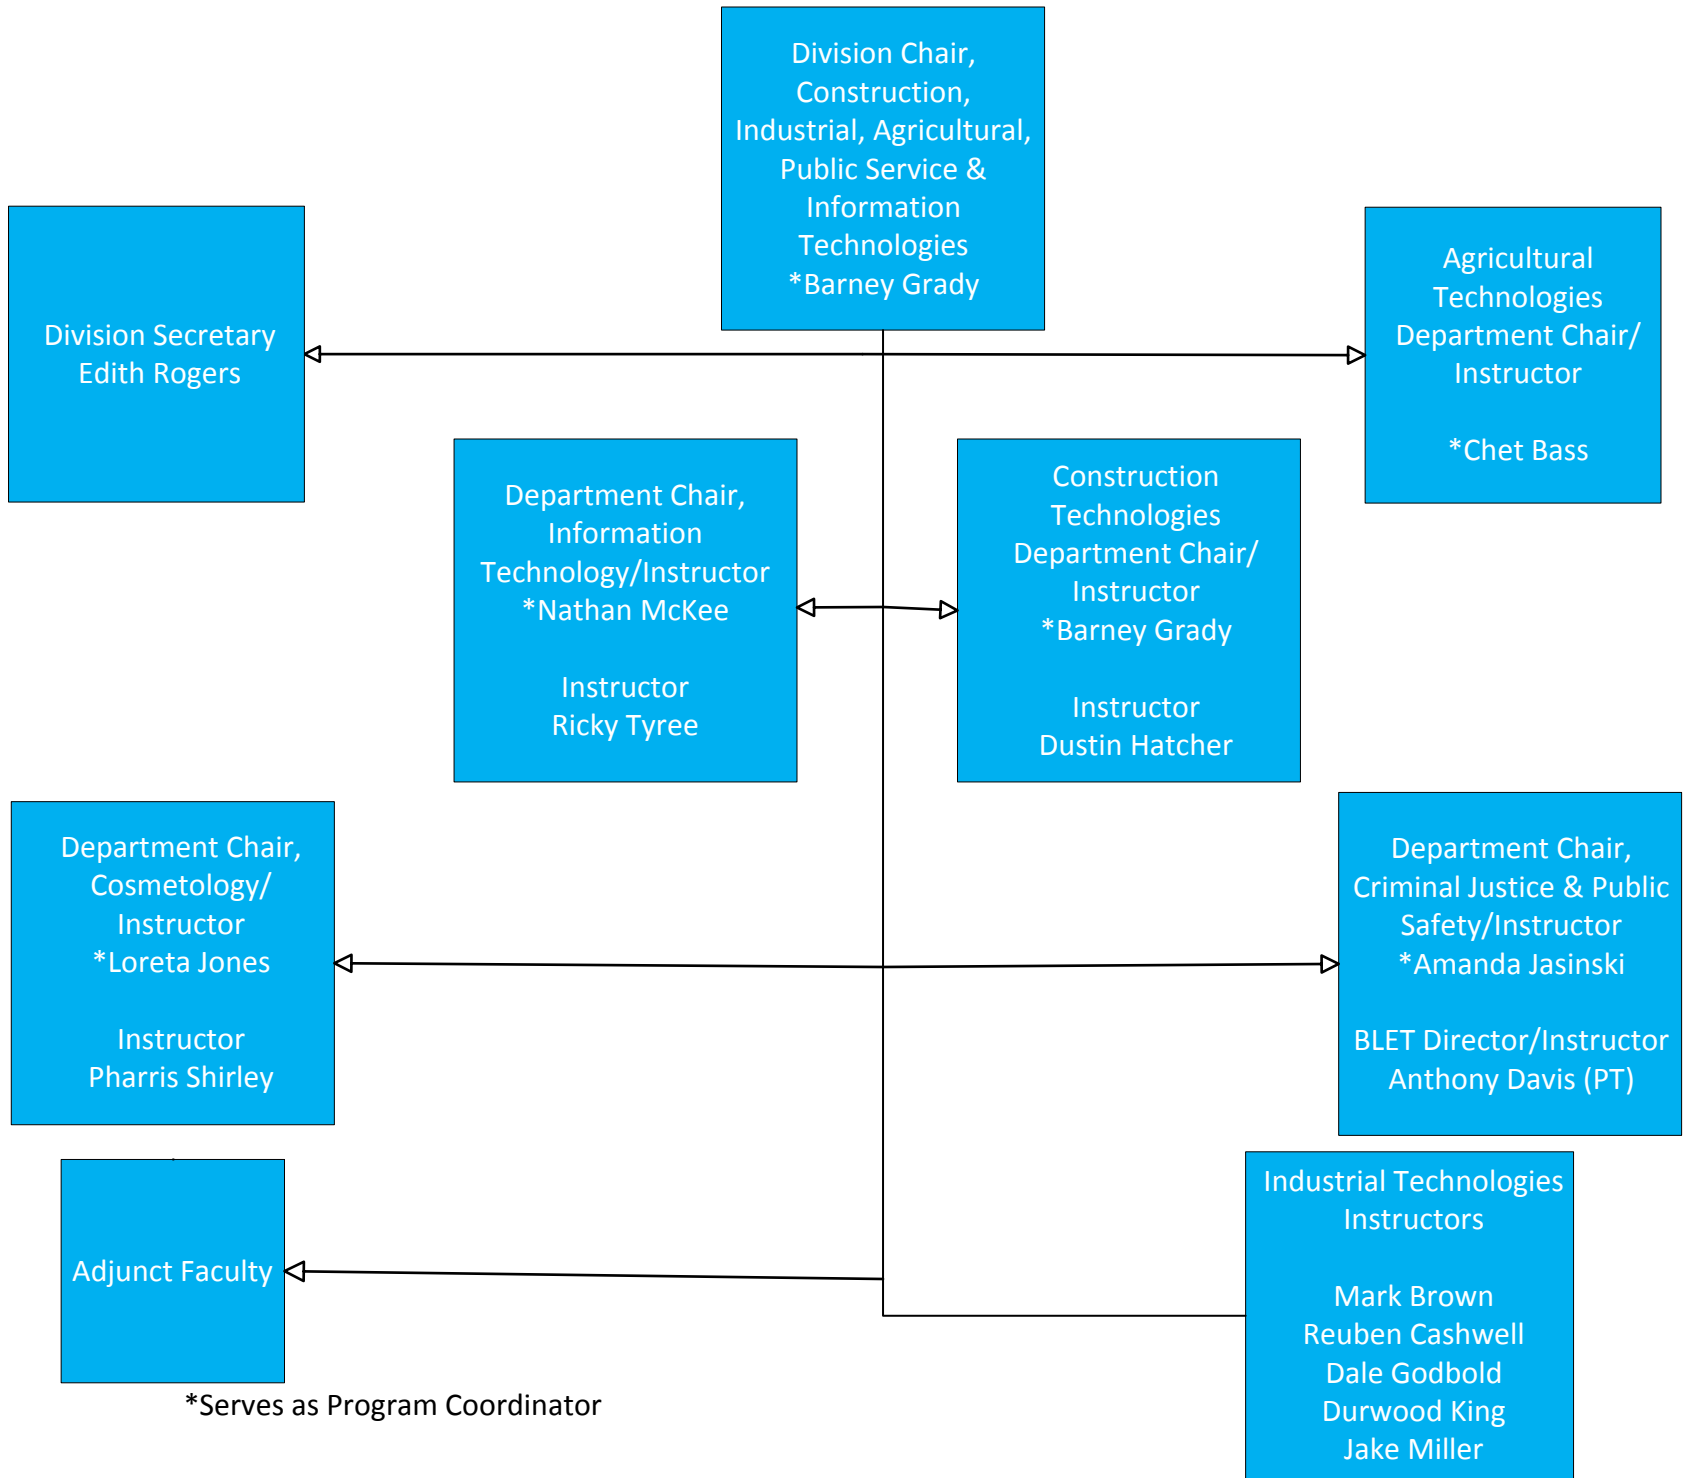 Division Chair,
Construction,
Industrial, Agricultural,
Public Service &
Information
Technologies
*Barney Grady
Division Secretary
Edith Rogers
Agricultural
Technologies
Department Chair/
Instructor
*Chet Bass
Department Chair,
Information
Technology/Instructor
*Nathan McKee
Instructor
Ricky Tyree
Construction
Technologies
Department Chair/
Instructor
*Barney Grady
Instructor
Dustin Hatcher
Department Chair,
Cosmetology/
Instructor
*Loreta Jones
Instructor
Pharris Shirley
Department Chair,
Criminal Justice & Public
Safety/Instructor
*Amanda Jasinski
BLET Director/Instructor
Anthony Davis (PT)
Adjunct Faculty
Industrial Technologies
Instructors
Mark Brown
Reuben Cashwell
Dale Godbold
Durwood King
Jake Miller
*Serves as Program Coordinator